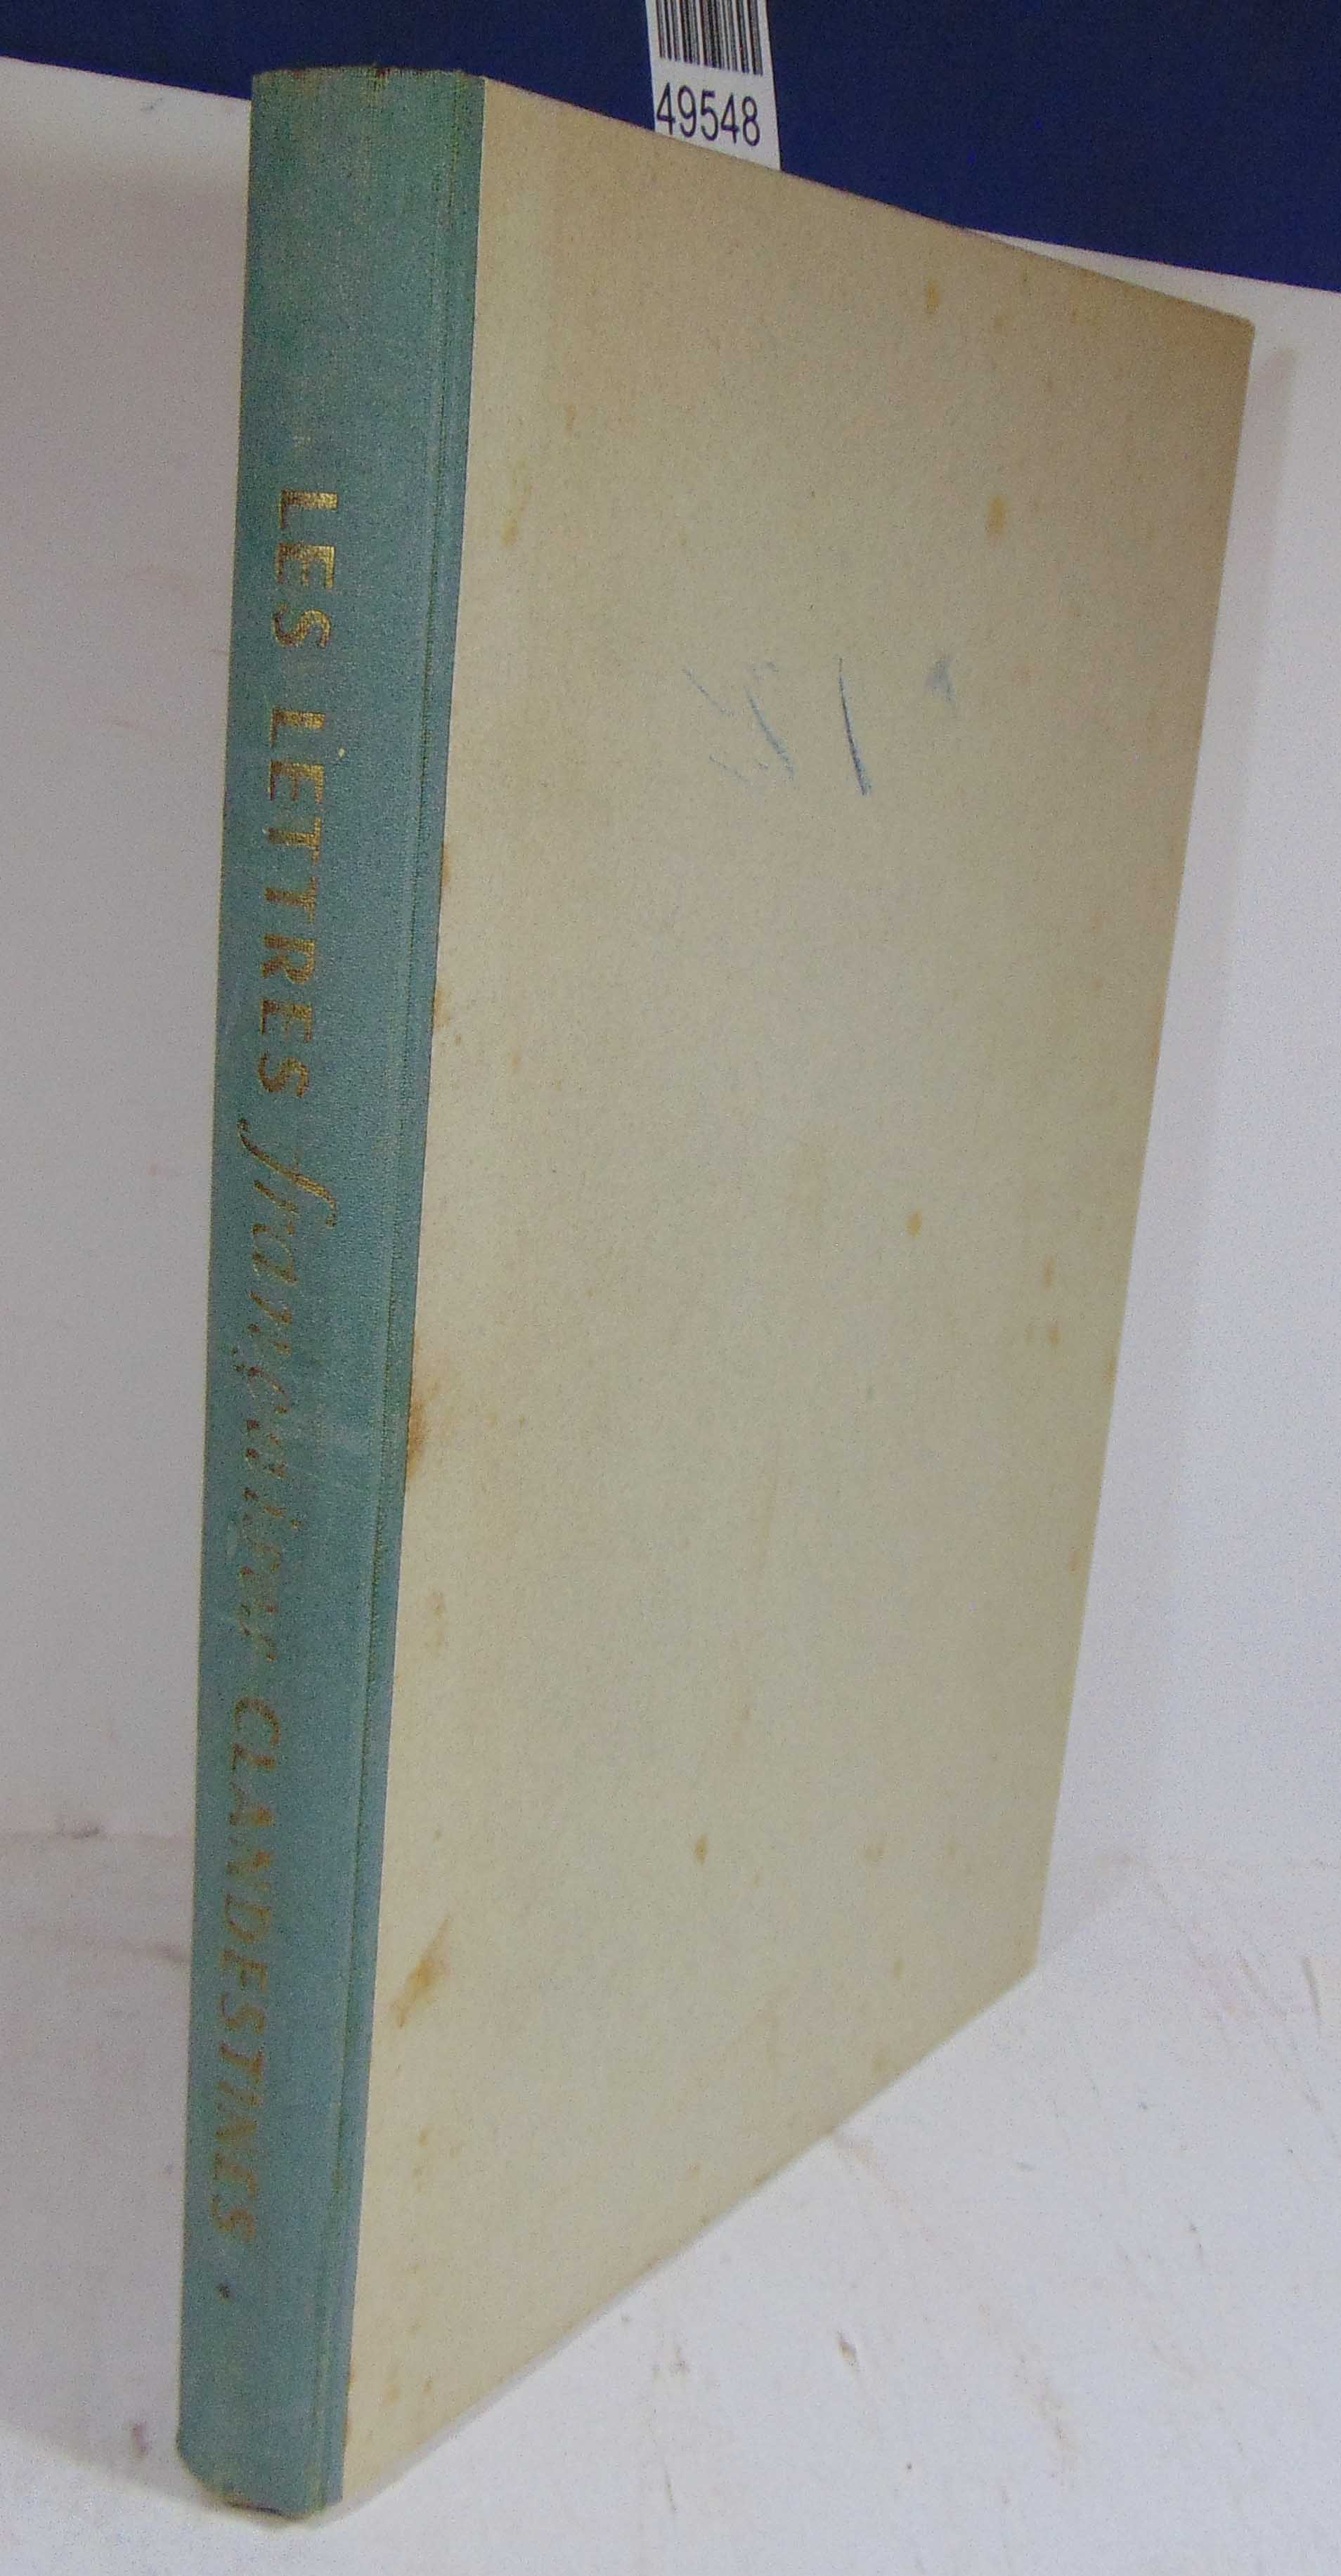 49548
LES LETTRES françaises CLANDESTINES .